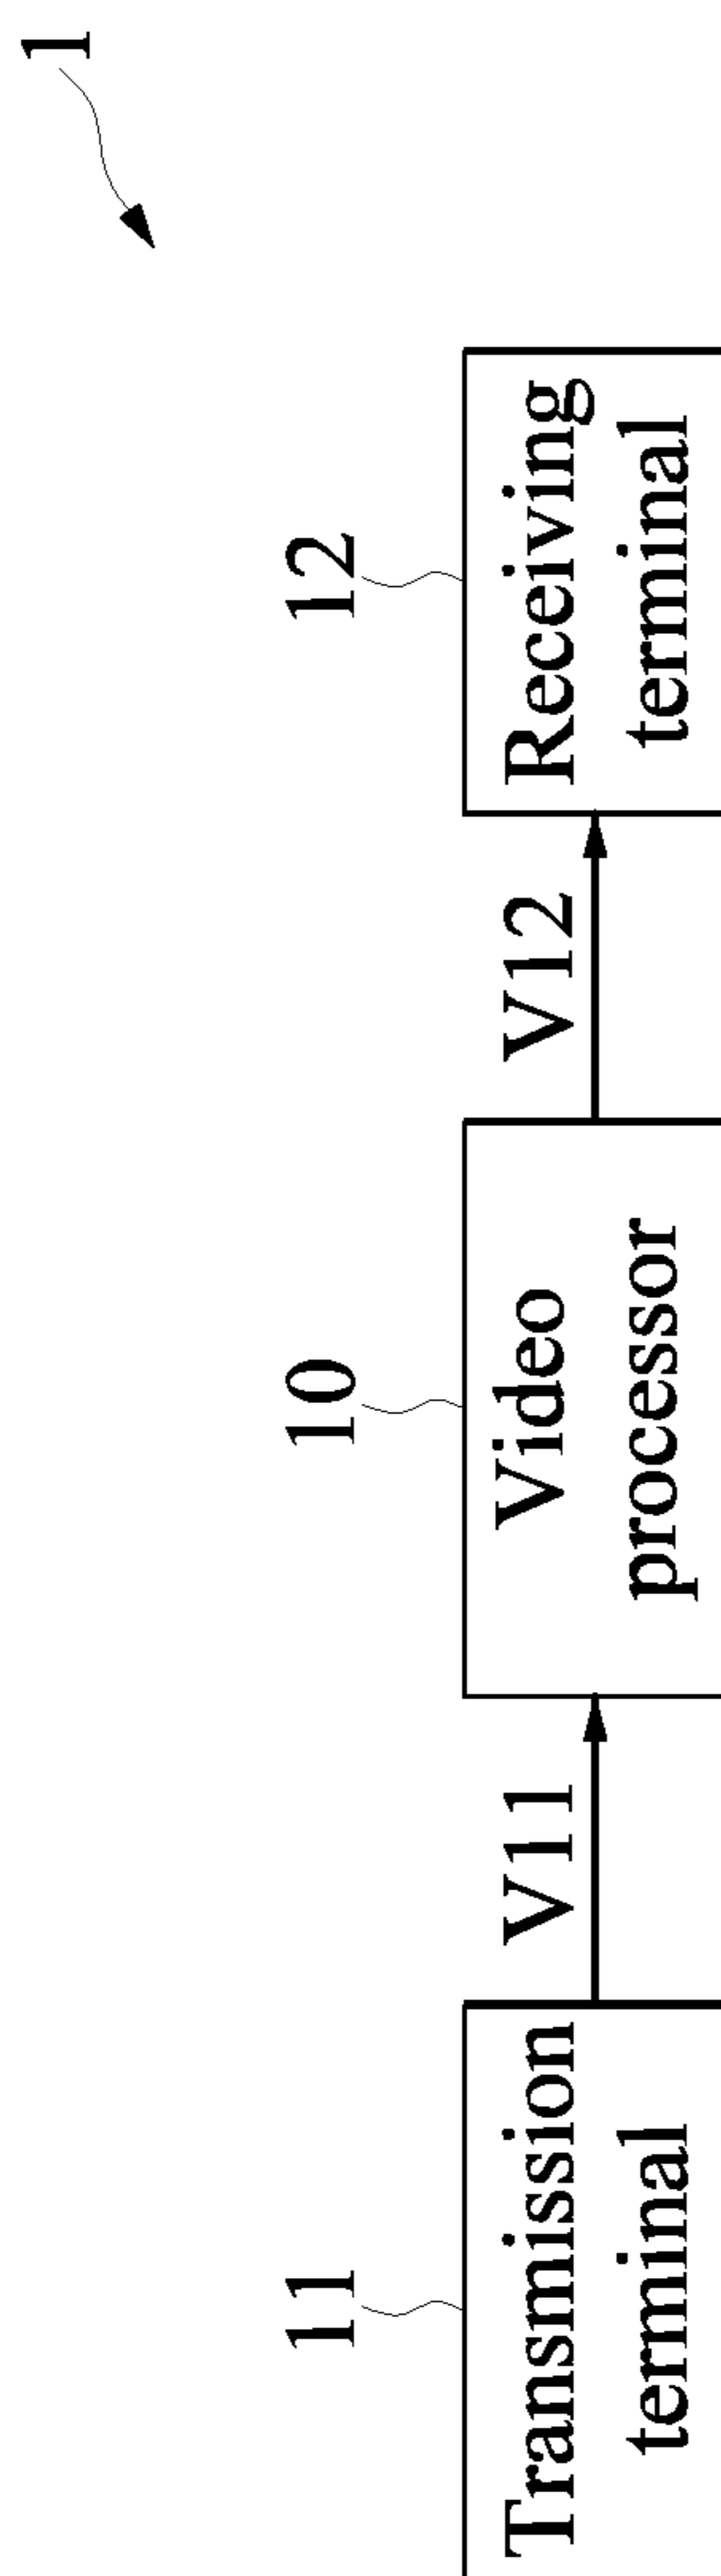 1
11
10
12
Transmission
terminal
V11
Video
processor
V12
Receiving
terminal